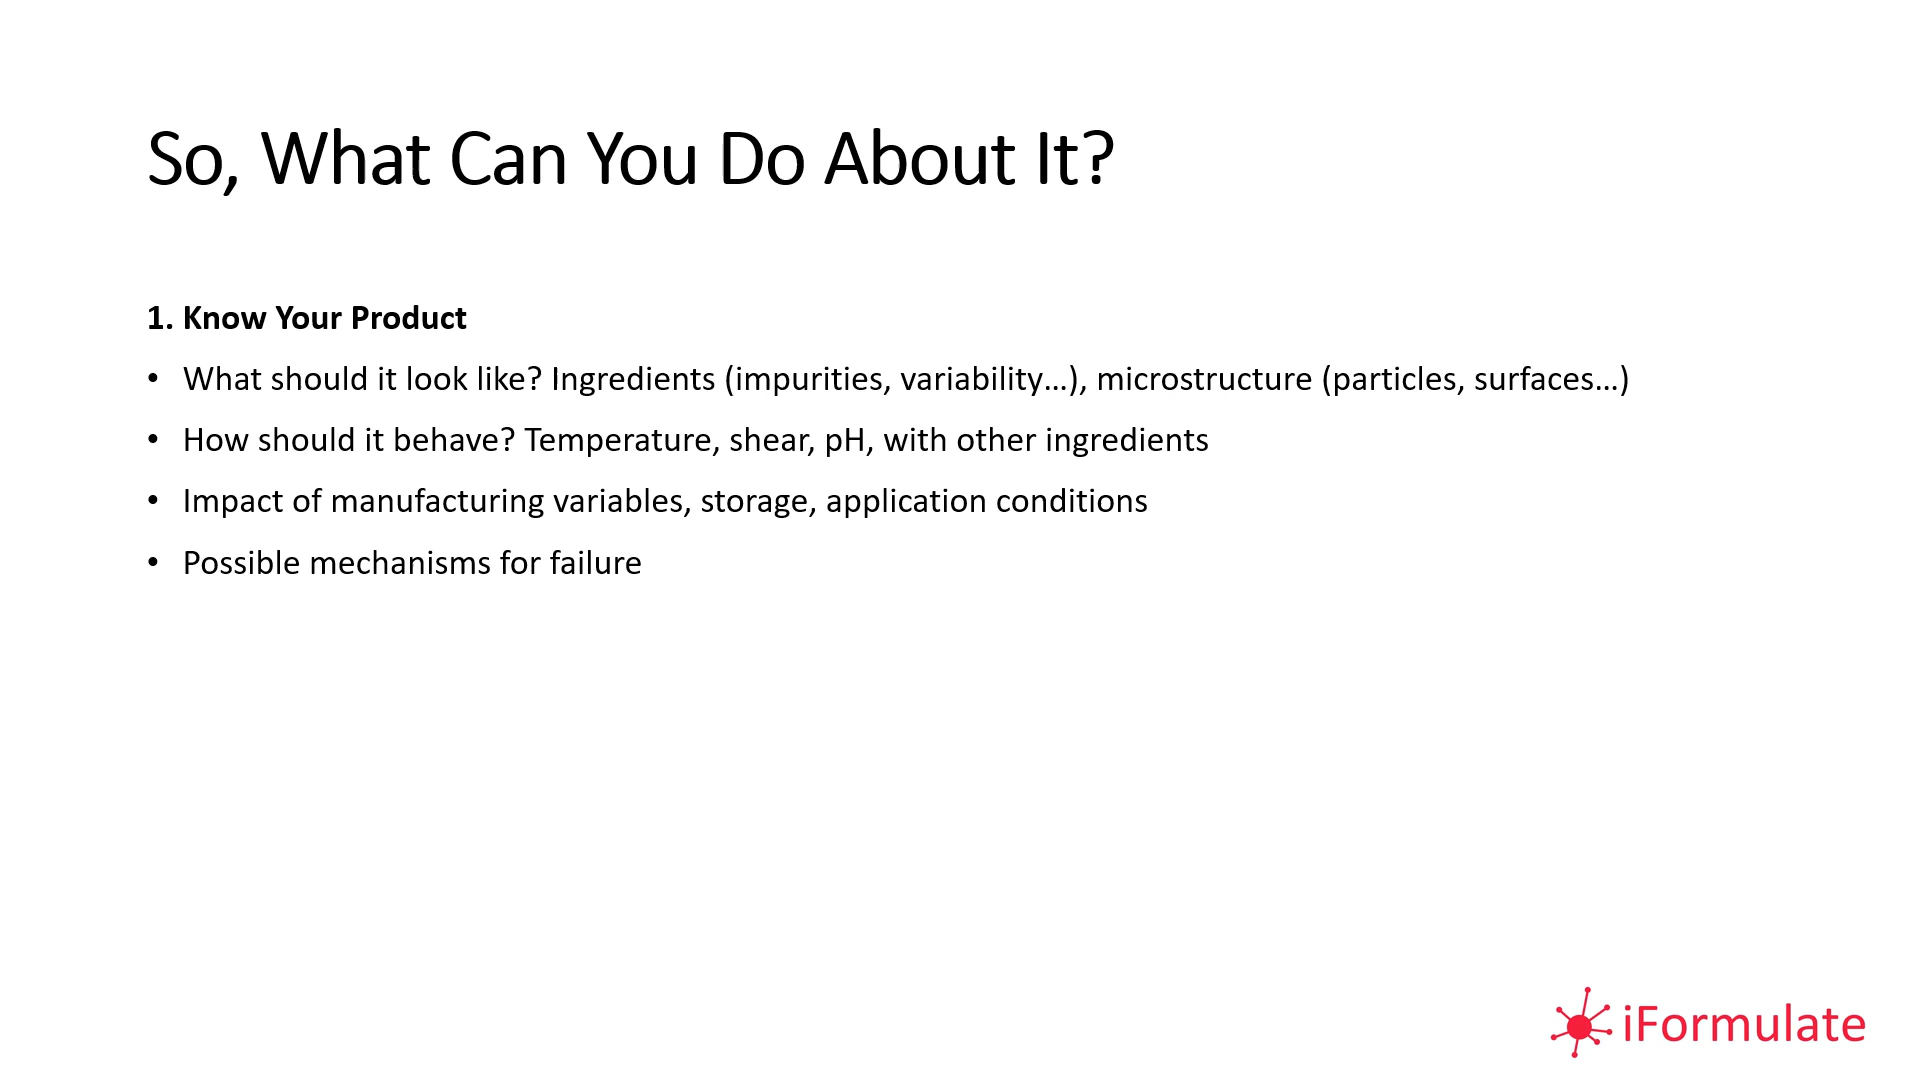 So, What Can You Do About It?
1. Know Your Product
• What should it look like? Ingredients (impurities, variability…), microstructure (particles, surfaces…)
• How should it behave? Temperature, shear, pH, with other ingredients
• Impact of manufacturing variables, storage, application conditions
• Possible mechanisms for failure
iFormulate